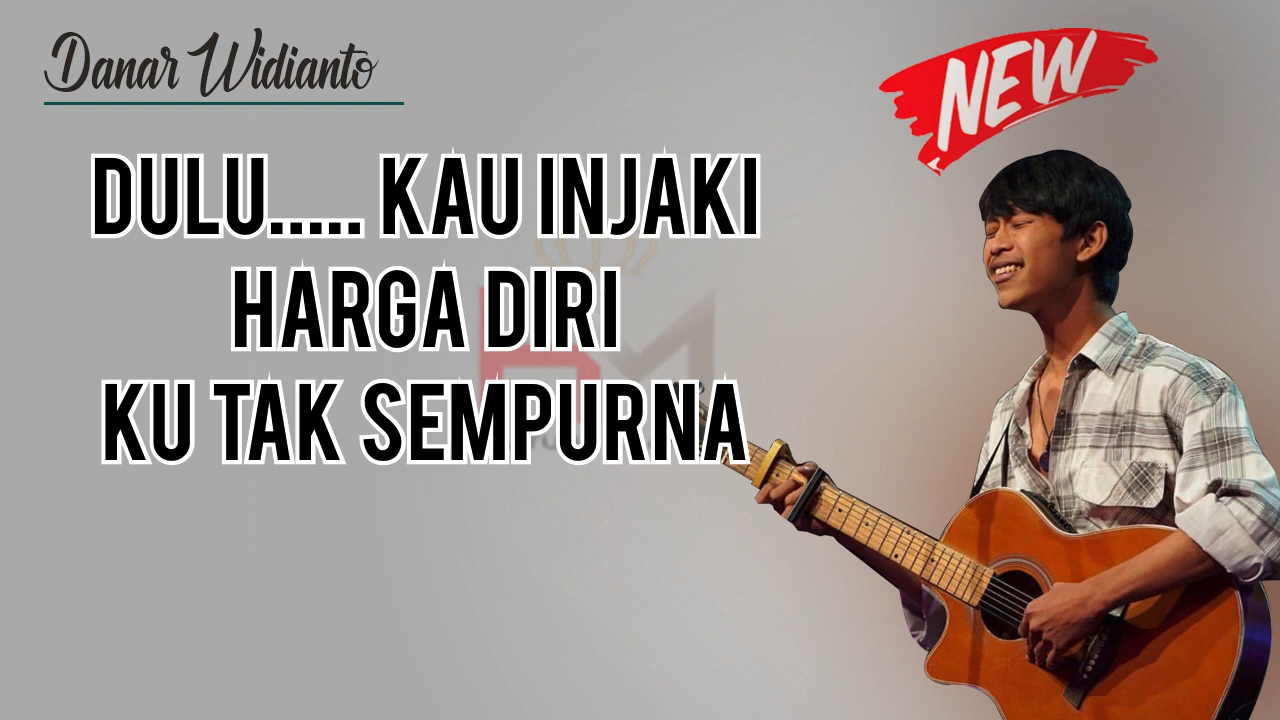 Danar Widianto
NEW
DULU..... KAU INJAKI
HARGA DIRI
KU TAK SEMPURNA